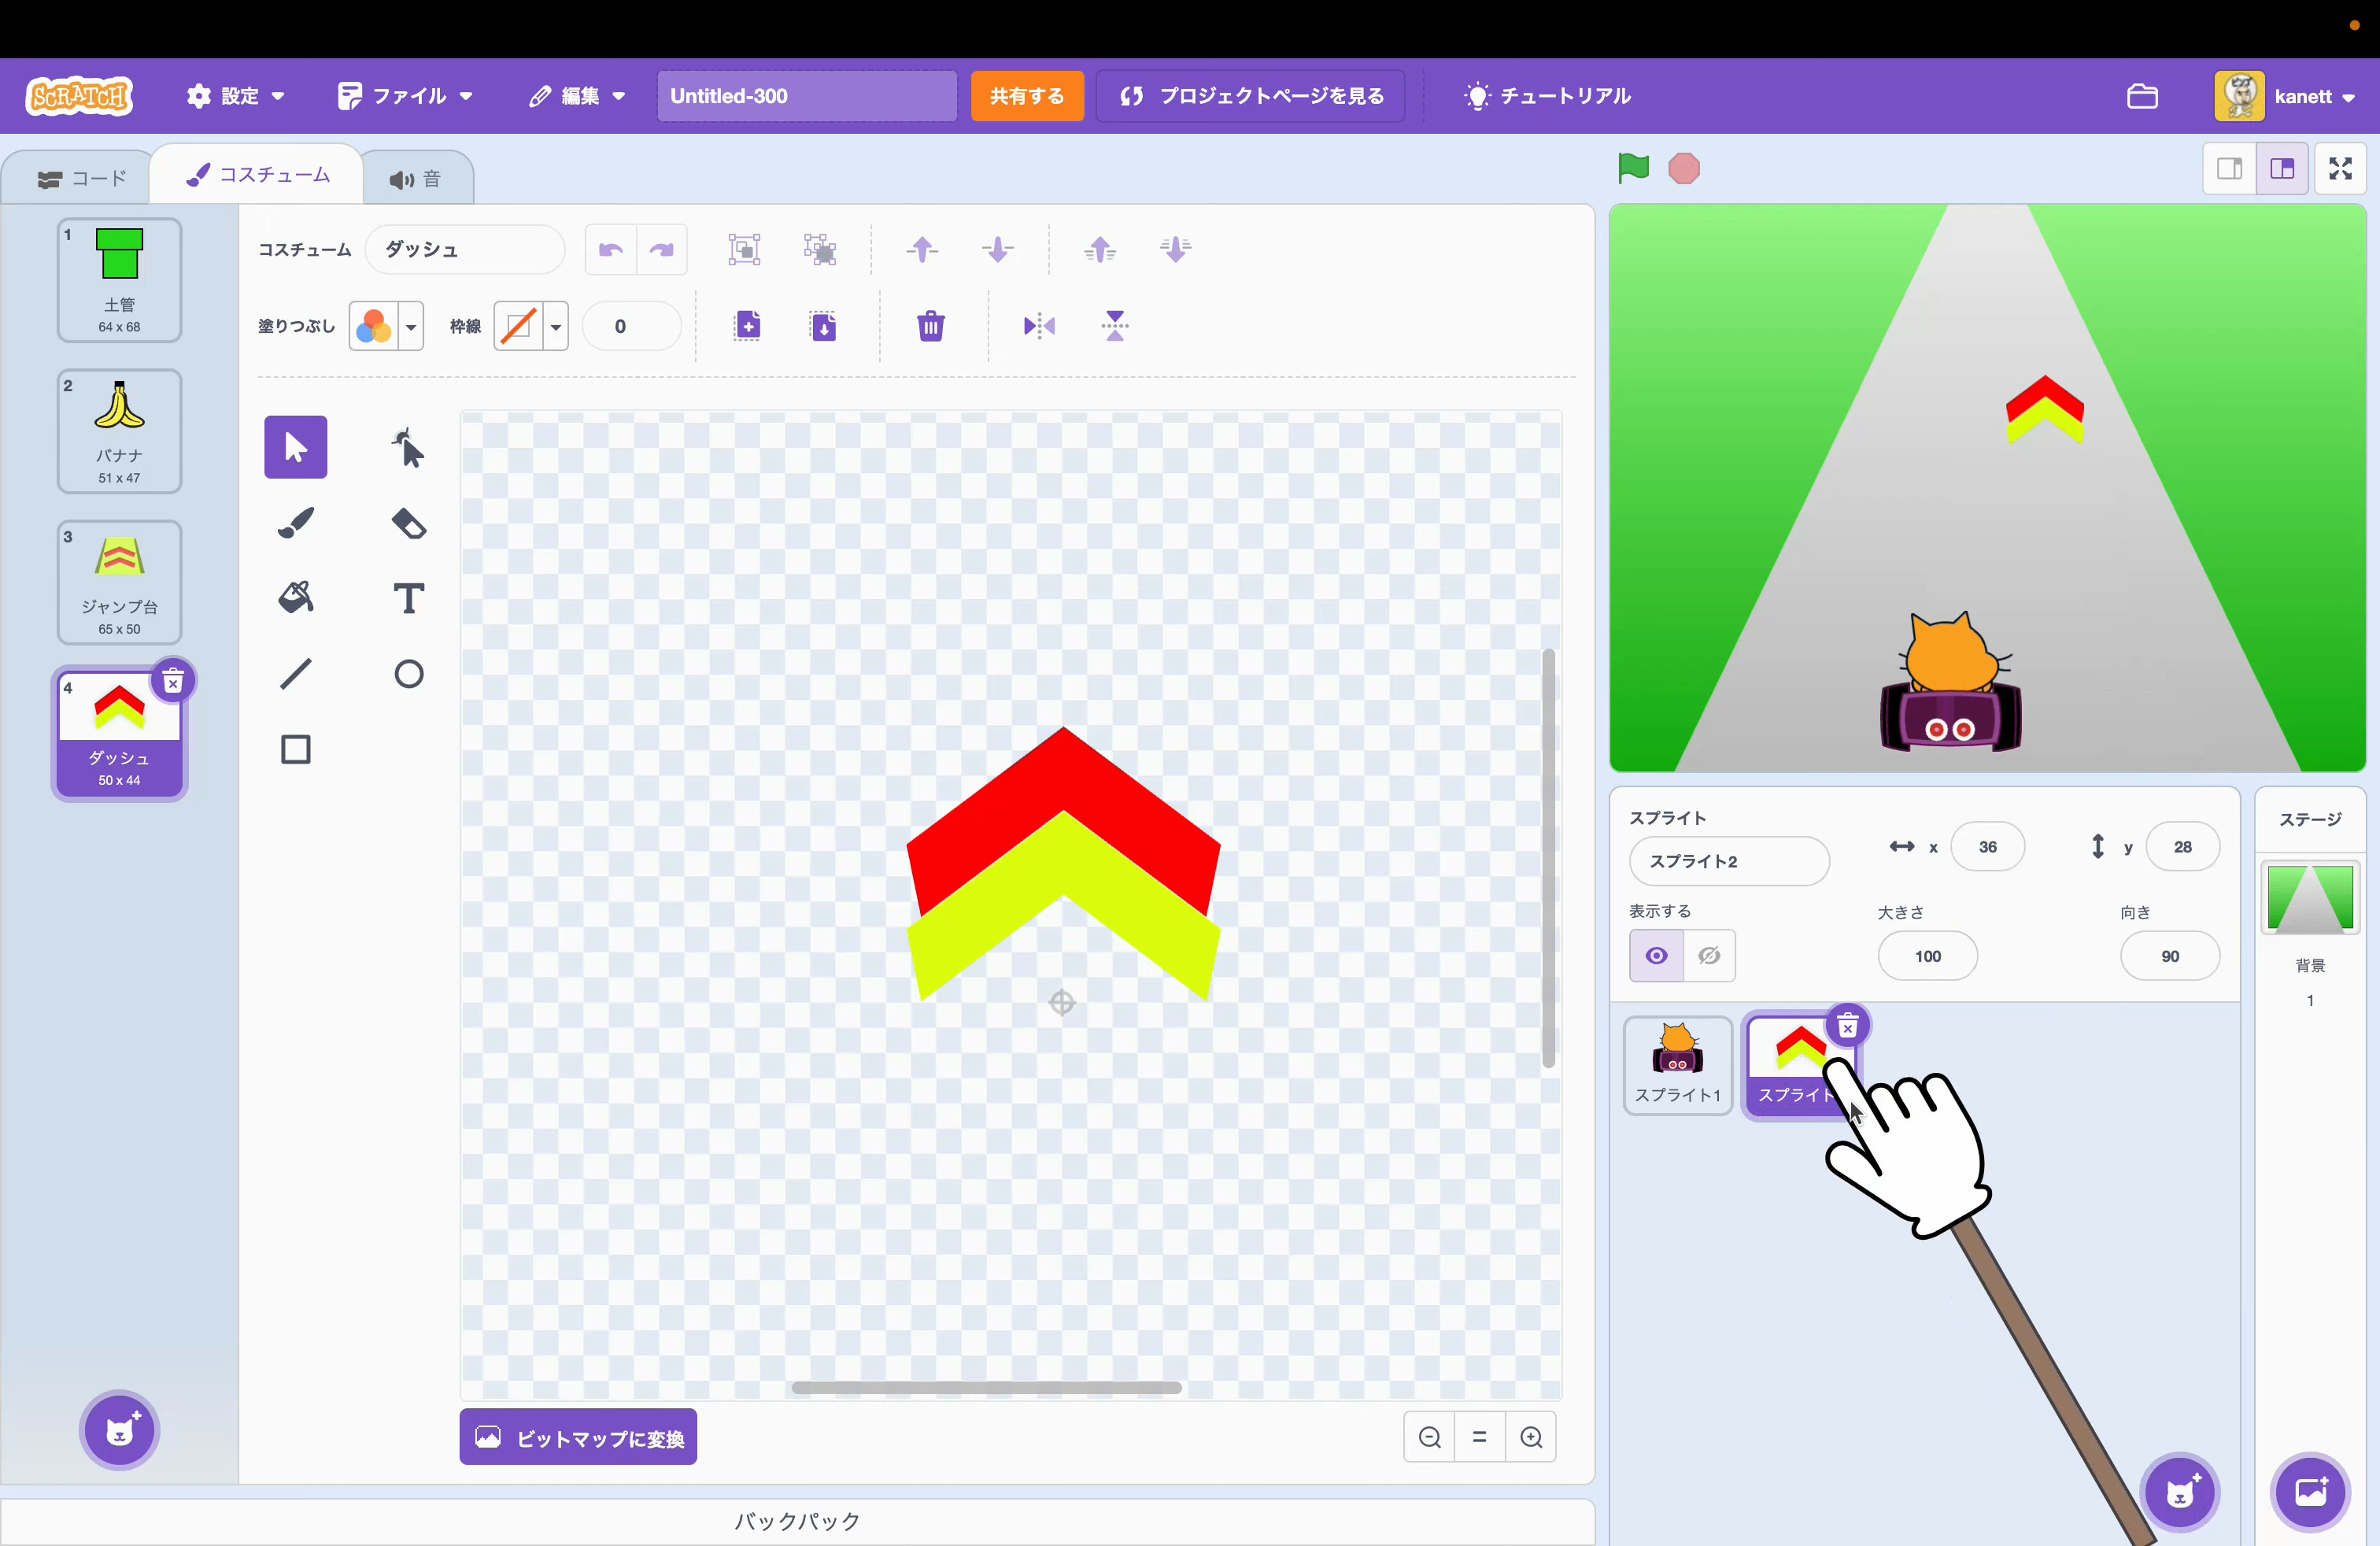 SCRATCH
設定
ファイル
編集
Untitled-300
共有する
プロジェクトページを見る
チュートリアル
kanett
コード
コスチューム
音
1
土管
64 x 68
2
バナナ
51 x 47
3
ジャンプ台
65 x 50
4
ダッシュ
50 x 44
コスチューム
ダッシュ
塗りつぶし
枠線
0
ビットマップに変換
バックパック
スプライト
スプライト2
x
36
y
28
表示する
大きさ
100
向き
90
スプライト1
スプライト
ステージ
背景
1